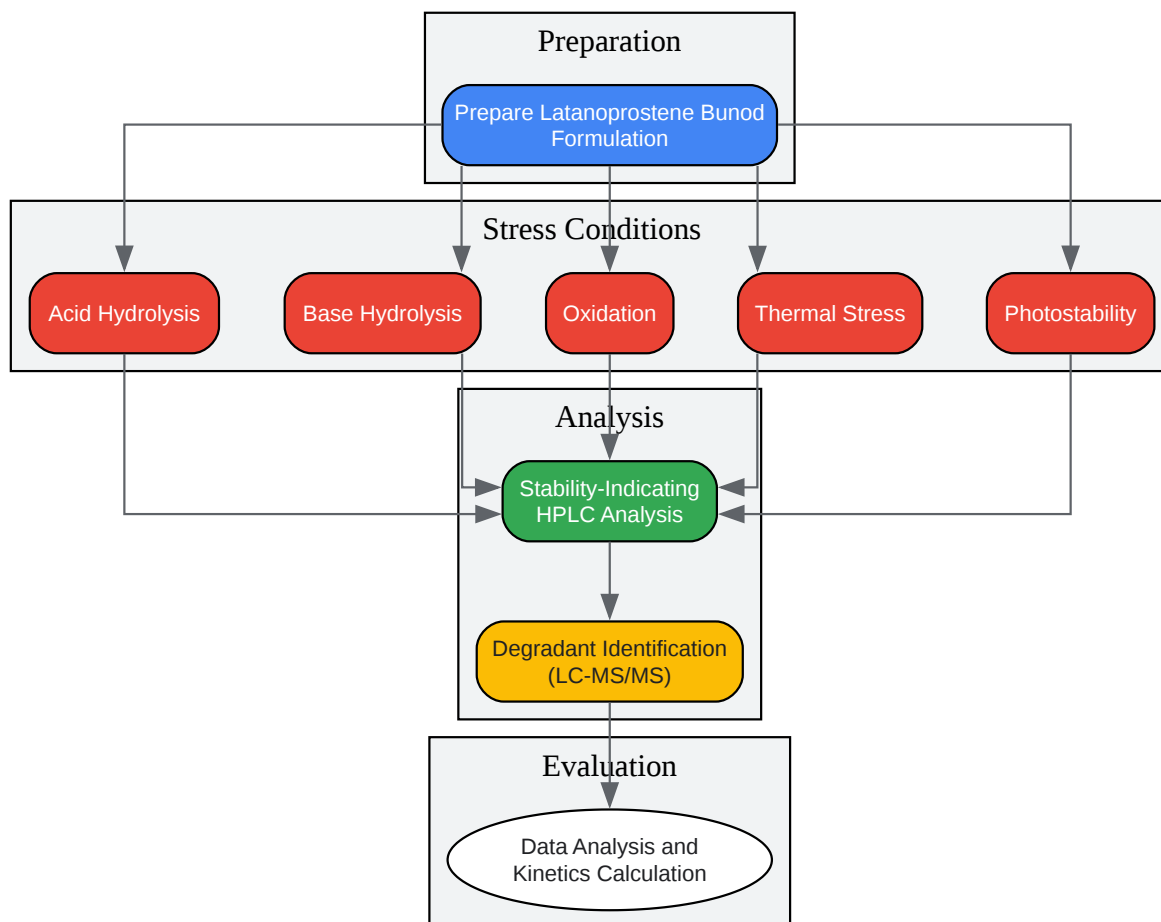 Preparation
Prepare Latanoprostene Bunod
Formulation
Stress Conditions
Acid Hydrolysis
Base Hydrolysis
Oxidation
Thermal Stress
Photostability
Analysis
Stability-Indicating
HPLC Analysis
Degradant Identification
(LC-MS/MS)
Evaluation
Data Analysis and
Kinetics Calculation